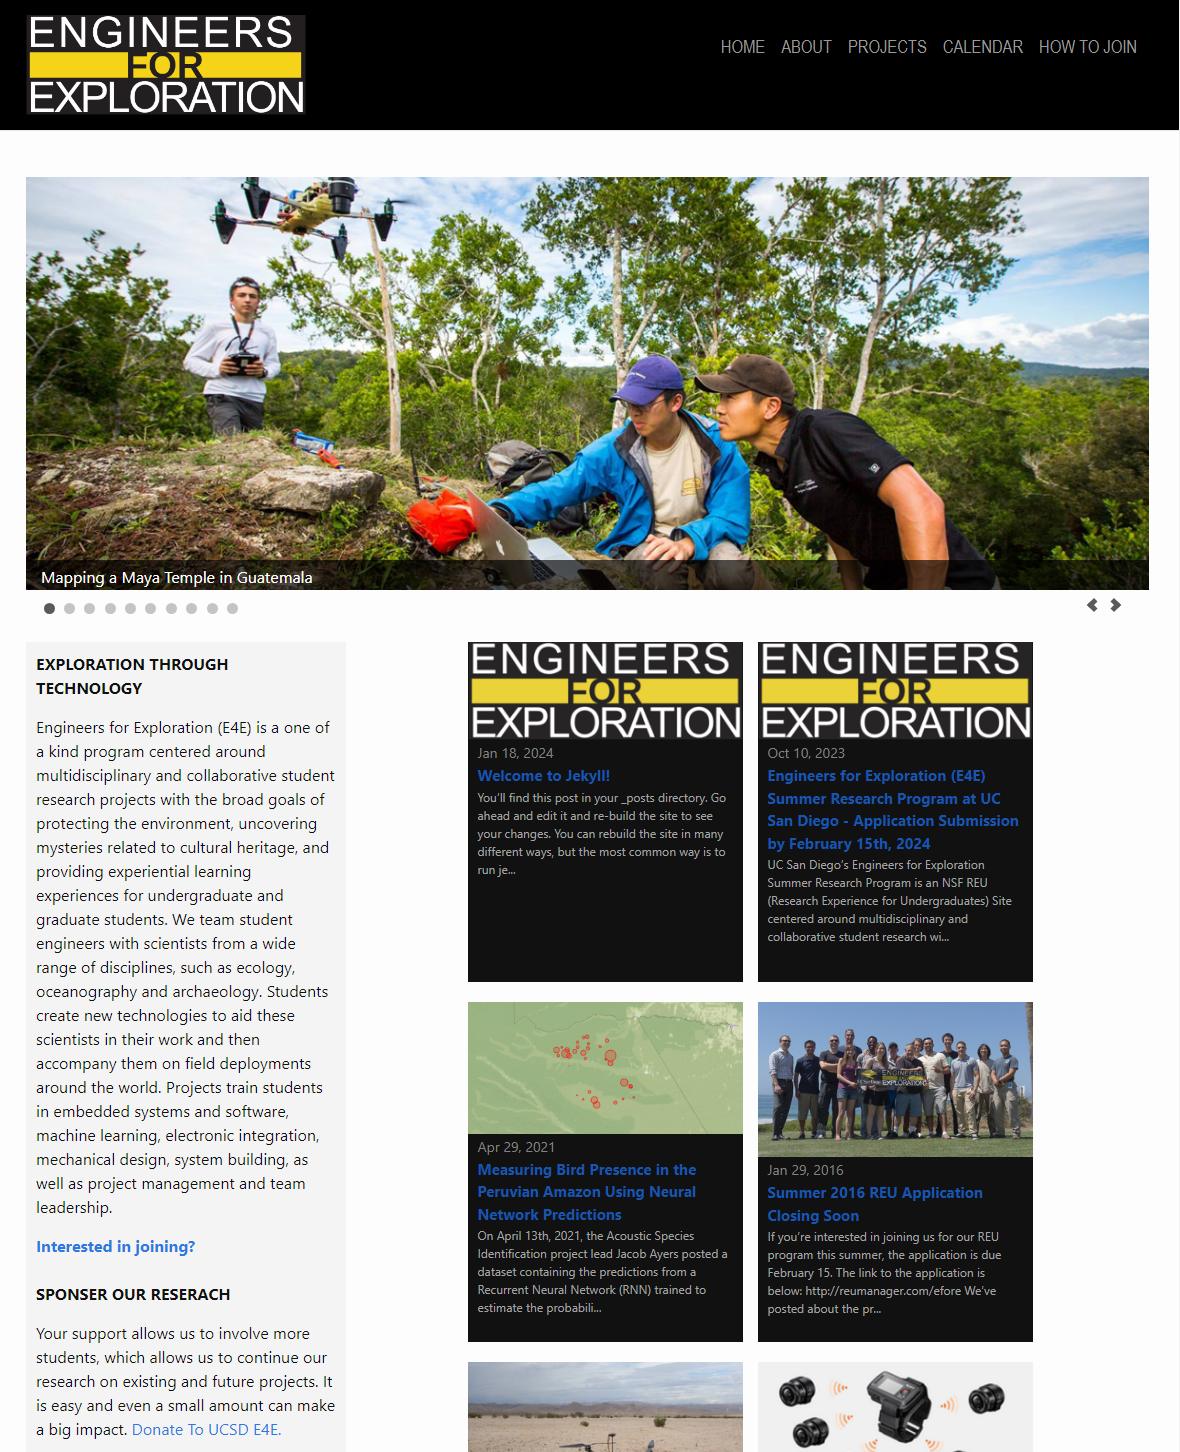 ENGINEERS
FOR
EXPLORATION
HOME ABOUT PROJECTS CALENDAR HOW TO JOIN
Mapping a Maya Temple in Guatemala
EXPLORATION THROUGH
TECHNOLOGY
Engineers for Exploration (E4E) is a one of
a kind program centered around
multidisciplinary and collaborative student
research projects with the broad goals of
protecting the environment, uncovering
mysteries related to cultural heritage, and
providing experiential learning
experiences for undergraduate and
graduate students. We team student
engineers with scientists from a wide
range of disciplines, such as ecology,
oceanography and archaeology. Students
create new technologies to aid these
scientists in their work and then
accompany them on field deployments
around the world. Projects train students
in embedded systems and software,
machine learning, electronic integration,
mechanical design, system building, as
well as project management and team
leadership.
Interested in joining?
SPONSER OUR RESERACH
Your support allows us to involve more
students, which allows us to continue our
research on existing and future projects. It
is easy and even a small amount can make
a big impact. Donate To UCSD E4E.
ENGINEERS
FOR
EXPLORATION
Jan 18, 2024
Welcome to Jekyll!
You’ll find this post in your _posts directory. Go
ahead and edit it and re-build the site to see
your changes. You can rebuild the site in many
different ways, but the most common way is to
run je...
ENGINEERS
FOR
EXPLORATION
Oct 10, 2023
Engineers for Exploration (E4E)
Summer Research Program at UC
San Diego - Application Submission
by February 15th, 2024
UC San Diego’s Engineers for Exploration
Summer Research Program is an NSF REU
(Research Experience for Undergraduates) Site
centered around multidisciplinary and
collaborative student research wi...
Apr 29, 2021
Measuring Bird Presence in the
Peruvian Amazon Using Neural
Network Predictions
On April 13th, 2021, the Acoustic Species
Identification project lead Jacob Ayers posted a
dataset containing the predictions from a
Recurrent Neural Network (RNN) trained to
estimate the probabili...
ENGINEERS
EXPLORATION
Jan 29, 2016
Summer 2016 REU Application
Closing Soon
If you’re interested in joining us for our REU
program this summer, the application is due
February 15. The link to the application is
below: http://reumanager.com/efore We’ve
posted about the pr...